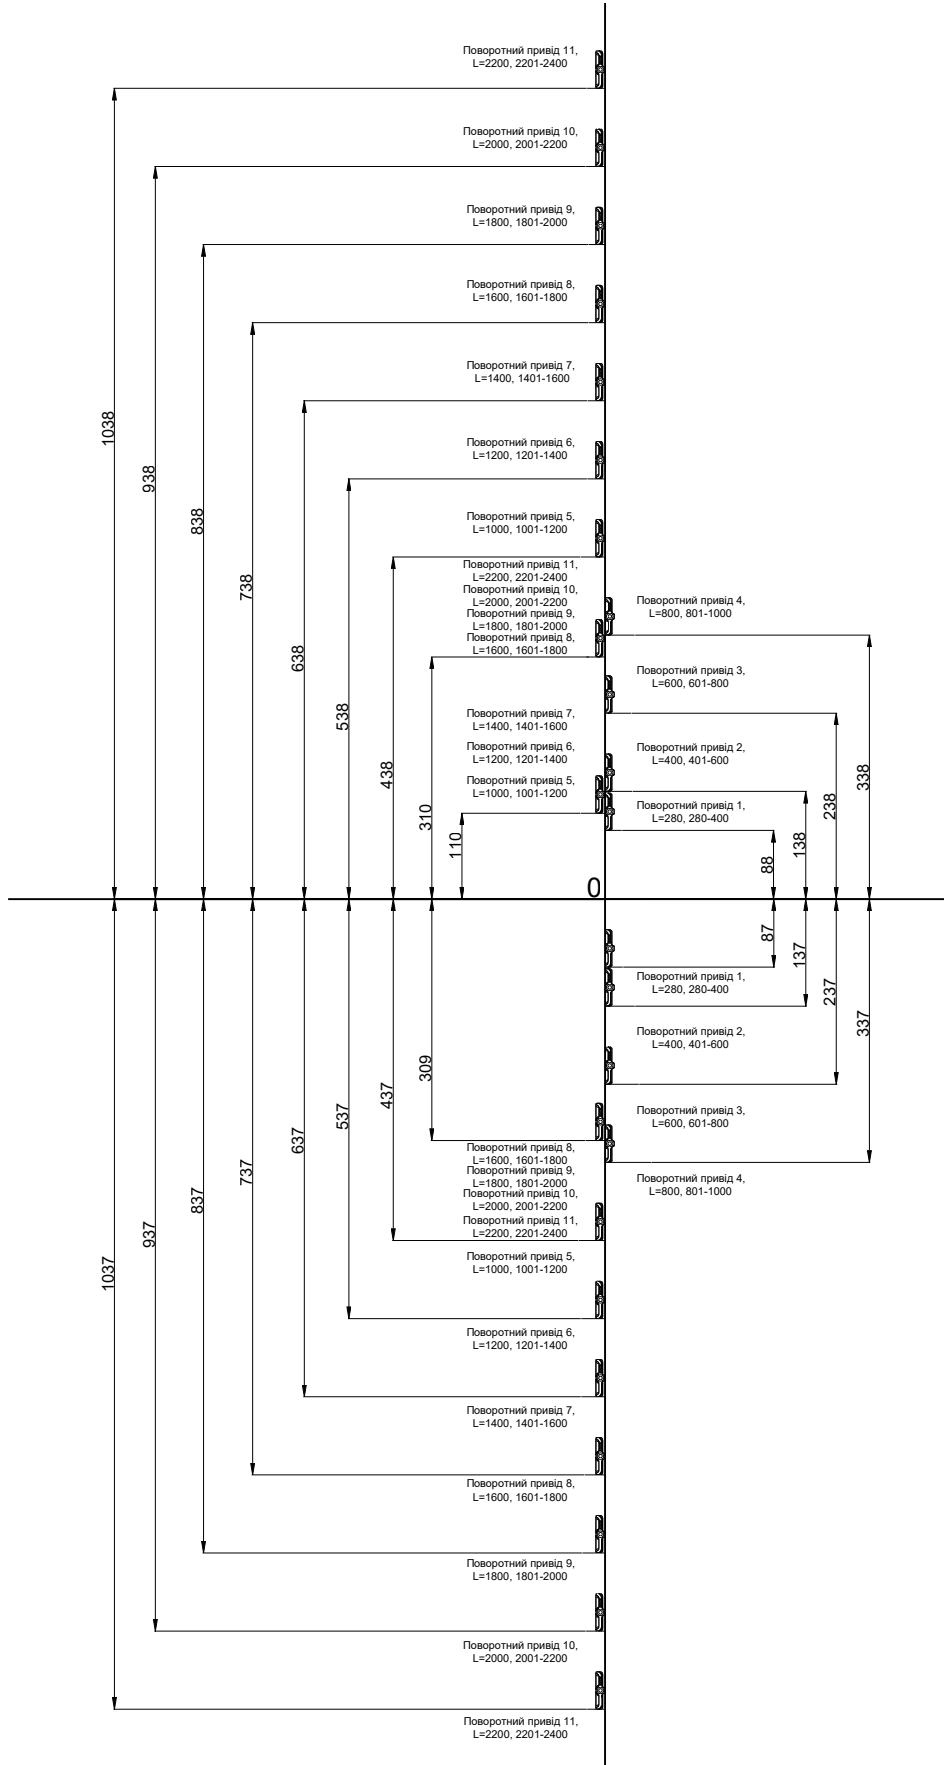 Поворотний привід 11,
L=2200, 2201-2400
Поворотний привід 10,
L=2000, 2001-2200
Поворотний привід 9,
L=1800, 1801-2000
Поворотний привід 8,
L=1600, 1601-1800
Поворотний привід 7,
L=1400, 1401-1600
Поворотний привід 6,
L=1200, 1201-1400
Поворотний привід 5,
L=1000, 1001-1200
Поворотний привід 11,
L=2200, 2201-2400
Поворотний привід 10,
L=2000, 2001-2200
Поворотний привід 9,
L=1800, 1801-2000
Поворотний привід 8,
L=1600, 1601-1800
Поворотний привід 7,
L=1400, 1401-1600
Поворотний привід 6,
L=1200, 1201-1400
Поворотний привід 5,
L=1000, 1001-1200
1038
938
838
738
638
538
438
310
110
0
Поворотний привід 4,
L=800, 801-1000
Поворотний привід 3,
L=600, 601-800
Поворотний привід 2,
L=400, 401-600
Поворотний привід 1,
L=280, 280-400
88
138
238
338
87
137
237
337
Поворотний привід 1,
L=280, 280-400
Поворотний привід 2,
L=400, 401-600
Поворотний привід 3,
L=600, 601-800
Поворотний привід 4,
L=800, 801-1000
1037
937
837
737
637
537
437
309
Поворотний привід 8,
L=1600, 1601-1800
Поворотний привід 9,
L=1800, 1801-2000
Поворотний привід 10,
L=2000, 2001-2200
Поворотний привід 11,
L=2200, 2201-2400
Поворотний привід 5,
L=1000, 1001-1200
Поворотний привід 6,
L=1200, 1201-1400
Поворотний привід 7,
L=1400, 1401-1600
Поворотний привід 8,
L=1600, 1601-1800
Поворотний привід 9,
L=1800, 1801-2000
Поворотний привід 10,
L=2000, 2001-2200
Поворотний привід 11,
L=2200, 2201-2400